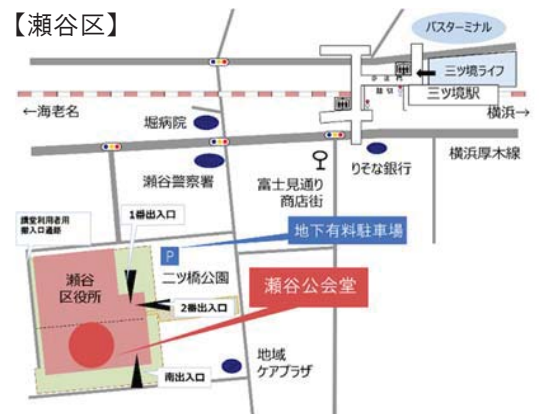 【瀬谷区】
バスターミナル
三ツ境ライフ
三ツ境駅
←海老名
横浜→
堀病院
横浜厚木線
りそな銀行
瀬谷警察署
富士見通り
商店街
1番出入口
地下有料駐車場
P
瀬谷
区役所
二ツ橋公園
瀬谷公会堂
2番出入口
地域
ケアプラザ
南出入口